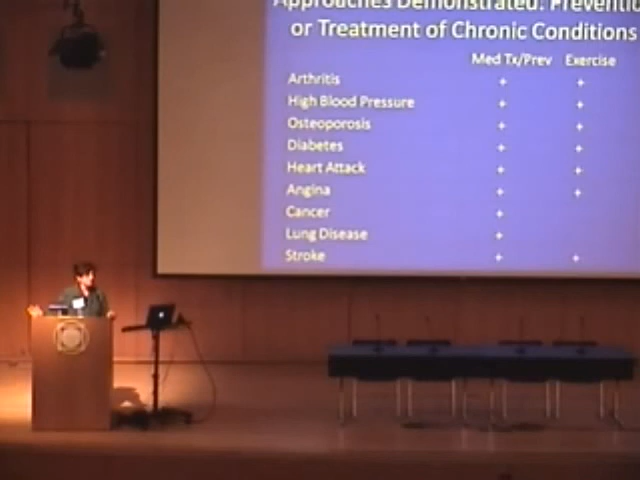 Approaches Demonstrated: Preventio
or Treatment of Chronic Conditions
Med Tx/Prev Exercise
Arthritis + +
High Blood Pressure + +
Osteoporosis + +
Diabetes + +
Heart Attack + +
Angina + +
Cancer +
Lung Disease +
Stroke + +